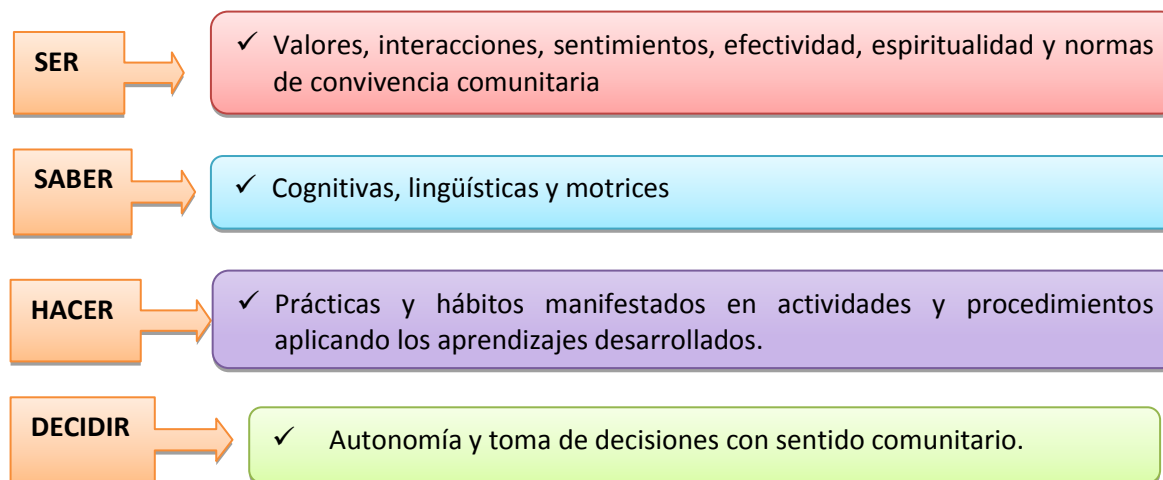 SER
✓ Valores, interacciones, sentimientos, efectividad, espiritualidad y normas
de convivencia comunitaria
SABER
✓ Cognitivas, lingüísticas y motrices
HACER
✓ Prácticas y hábitos manifestados en actividades y procedimientos
aplicando los aprendizajes desarrollados.
DECIDIR
✓ Autonomía y toma de decisiones con sentido comunitario.